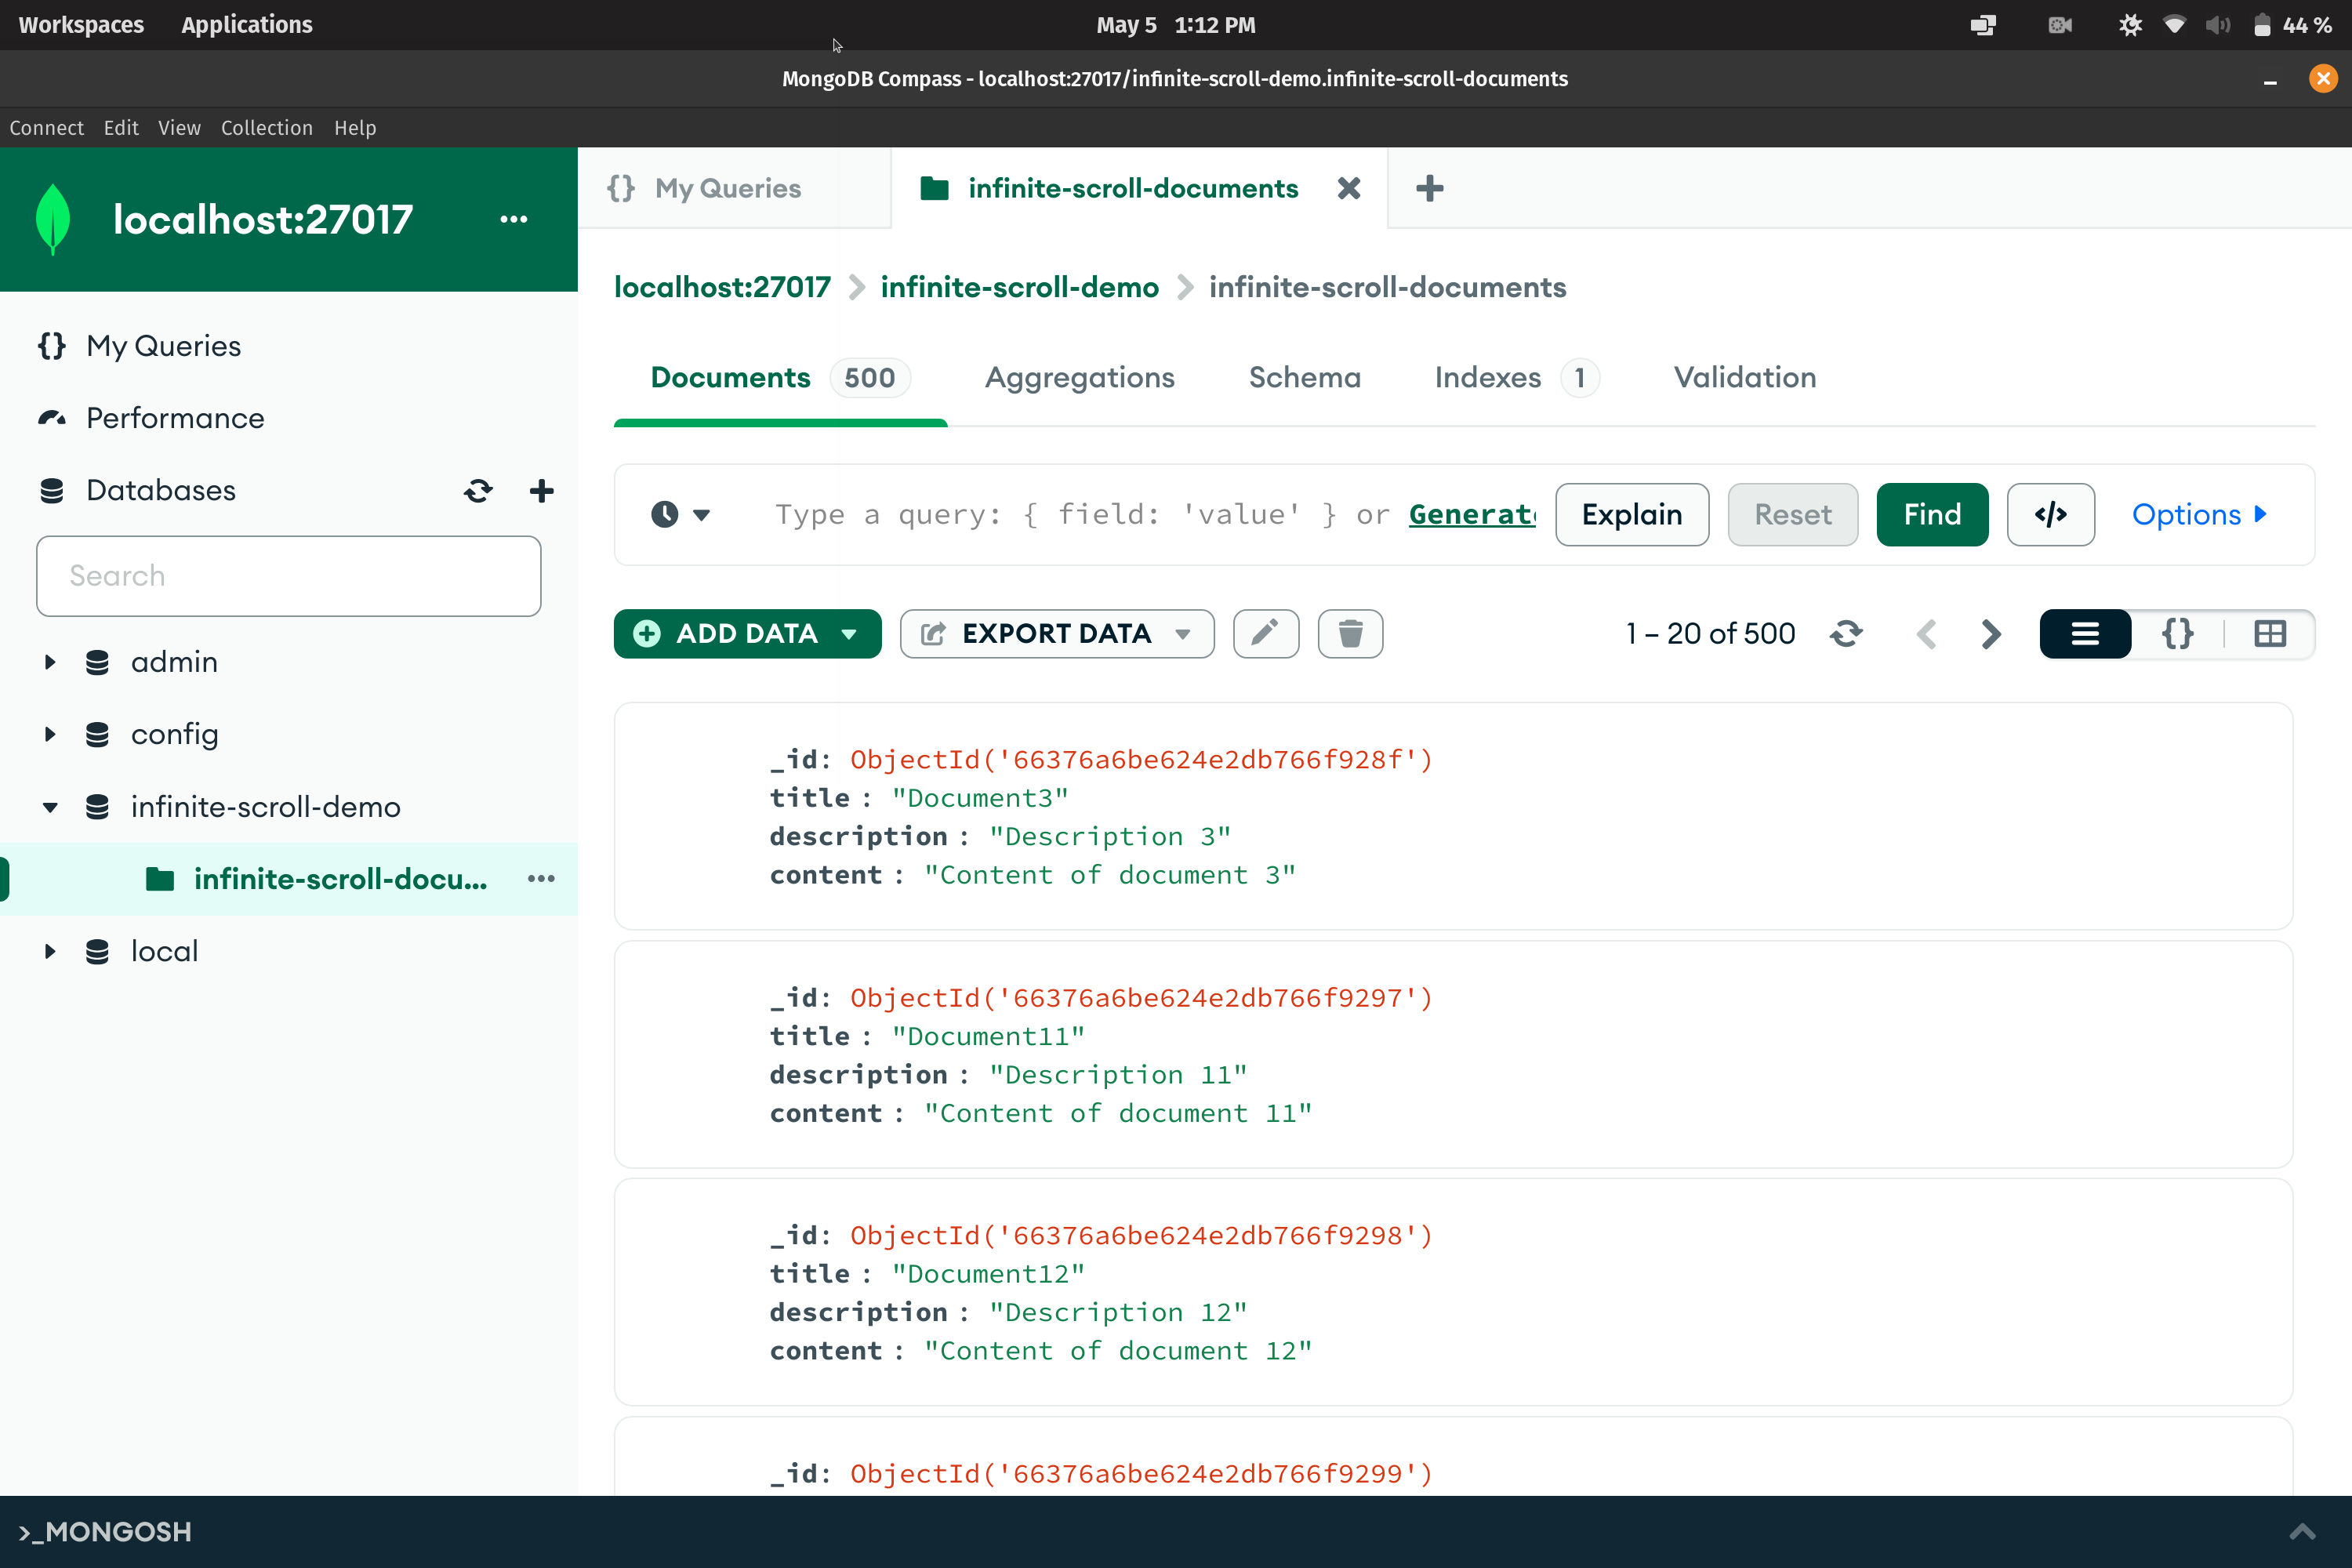 Workspaces Applications May 5 1:12 PM 44 %
MongoDB Compass - localhost:27017/infinite-scroll-demo.infinite-scroll-documents
Connect Edit View Collection Help
localhost:27017 ...
My Queries
Performance
Databases
Search
admin
config
infinite-scroll-demo
infinite-scroll-docu... ...
local
{} My Queries
infinite-scroll-documents
localhost:27017 > infinite-scroll-demo > infinite-scroll-documents
Documents 500 Aggregations Schema Indexes 1 Validation
Type a query: { field: 'value' } or Generat Explain Reset Find </> Options
ADD DATA EXPORT DATA 1 – 20 of 500 {}
_id: ObjectId('66376a6be624e2db766f928f')
title : "Document3"
description : "Description 3"
content : "Content of document 3"
_id: ObjectId('66376a6be624e2db766f9297')
title : "Document11"
description : "Description 11"
content : "Content of document 11"
_id: ObjectId('66376a6be624e2db766f9298')
title : "Document12"
description : "Description 12"
content : "Content of document 12"
_id: ObjectId('66376a6be624e2db766f9299')
>_MONGOSH